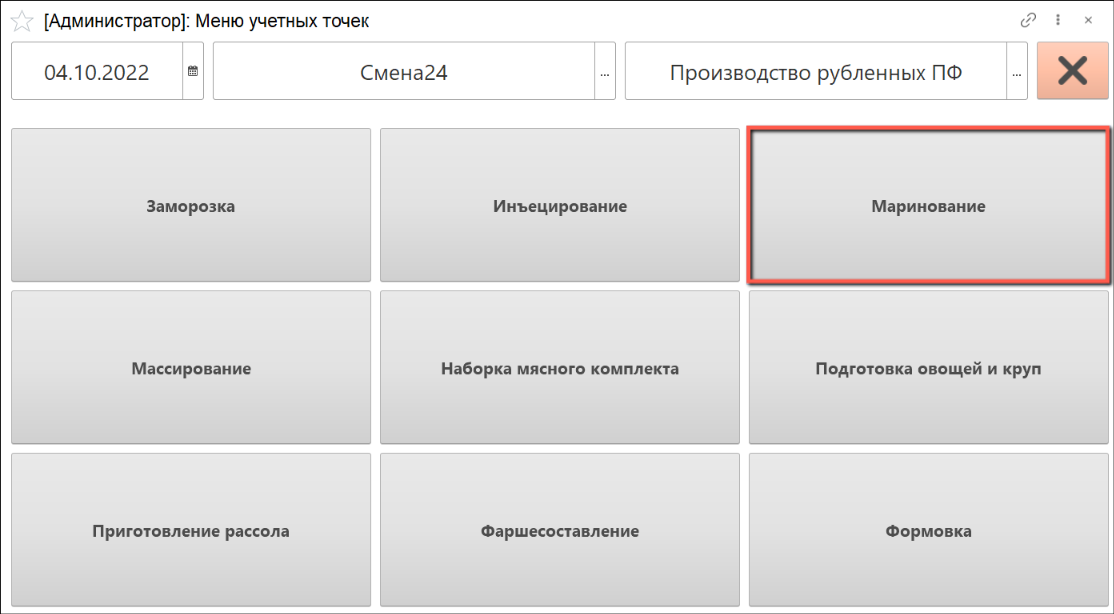 [Администратор]: Меню учетных точек
04.10.2022 Смена24 ... Производство рубленных ПФ ...
Заморозка Инъецирование Маринование
Массирование Наборка мясного комплекта Подготовка овощей и круп
Приготовление рассола Фаршесоставление Формовка